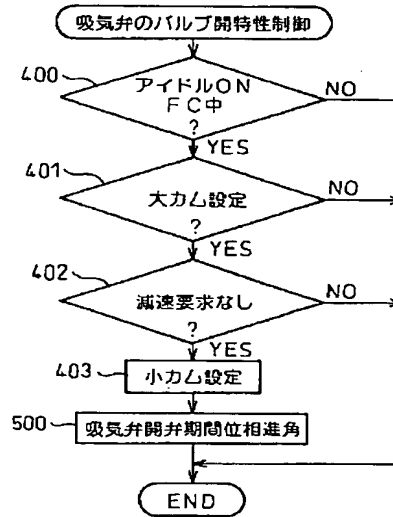 吸気弁のバルブ開特性制御
400
アイドルON
FC中
?
NO
YES
401
大カム設定
?
NO
YES
402
減速要求なし
?
NO
YES
403
小カム設定
500
吸気弁開弁期間位相進角
END